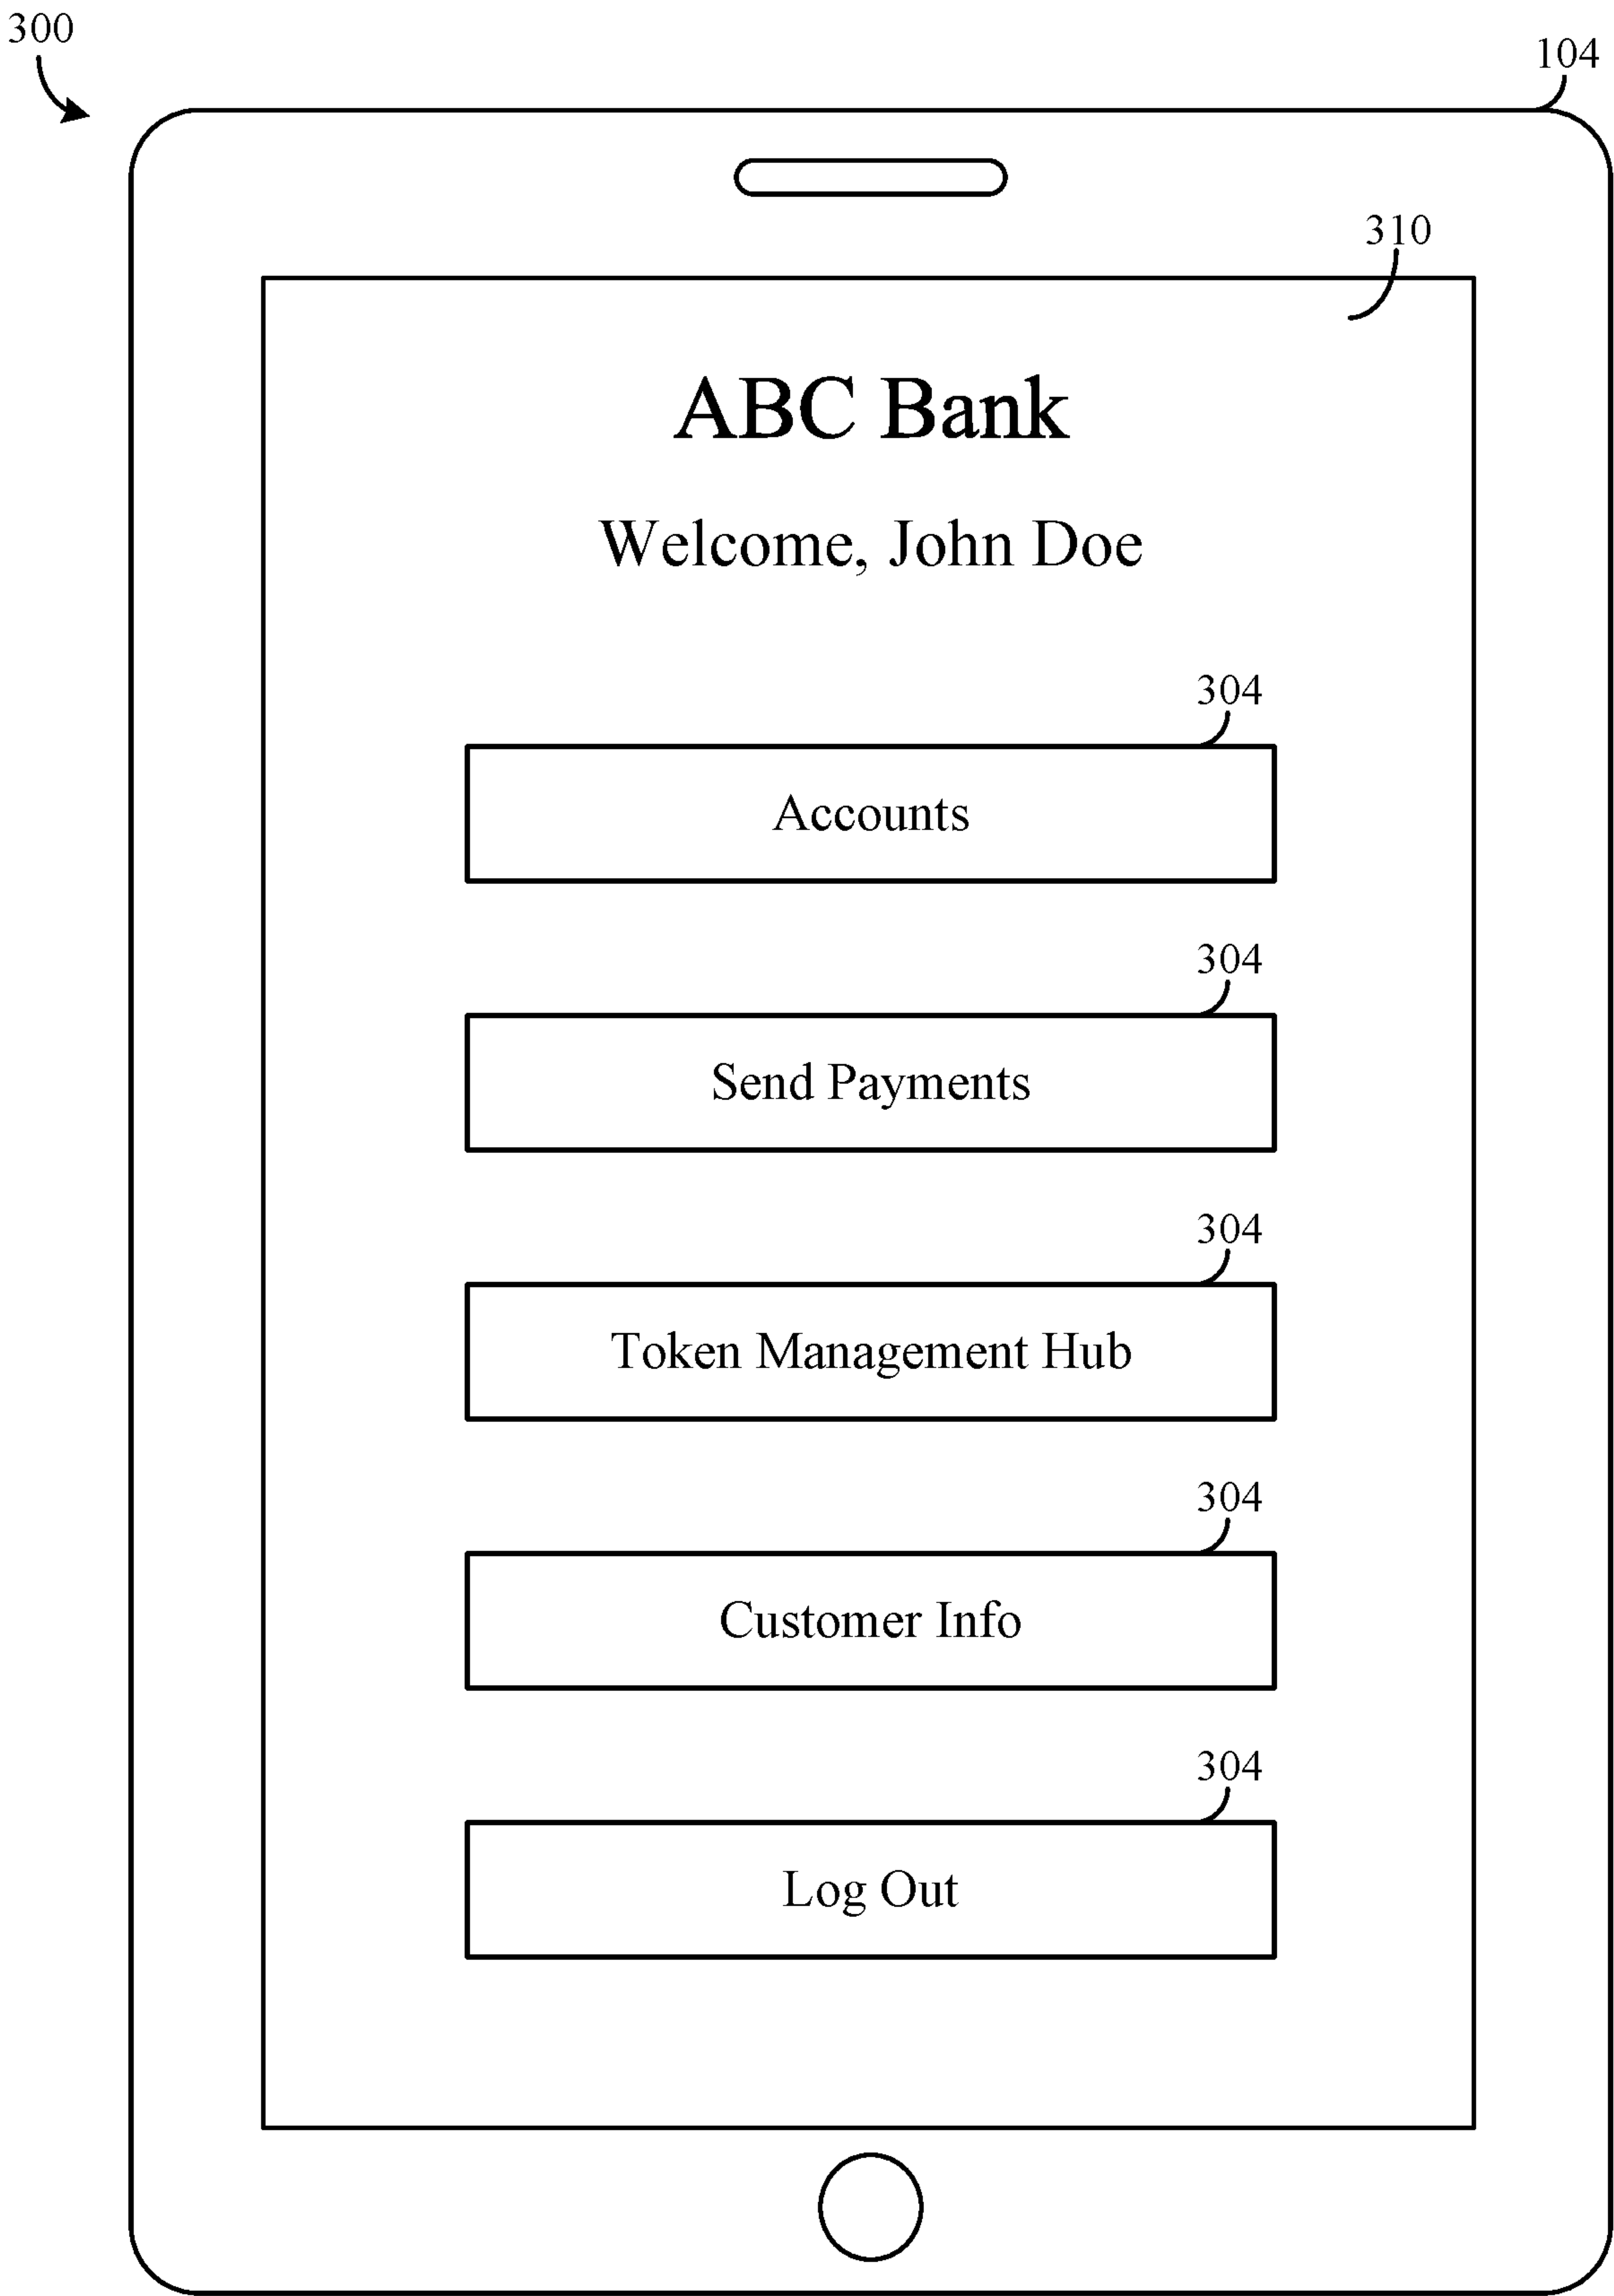 300
104
310
ABC Bank
Welcome, John Doe
304
Accounts
304
Send Payments
304
Token Management Hub
304
Customer Info
304
Log Out